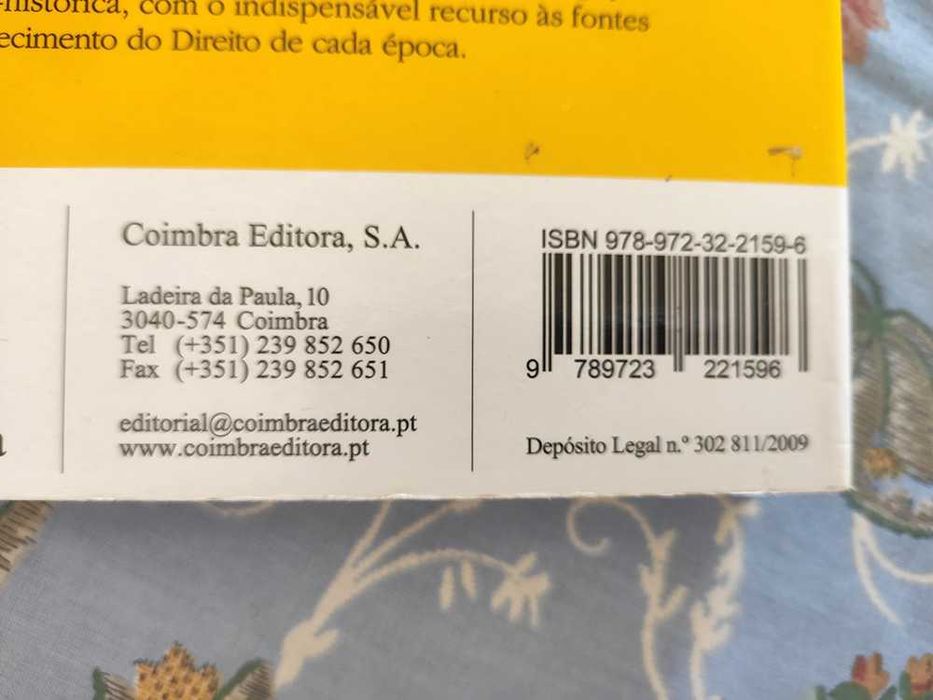 -histórica, com o indispensável recurso às fontes
ecimento do Direito de cada época.
Coimbra Editora, S.A.
Ladeira da Paula, 10
3040-574 Coimbra
Tel (+351) 239 852 650
Fax (+351) 239 852 651
editorial@coimbraeditora.pt
www.coimbraeditora.pt
ISBN 978-972-32-2159-6
9 789723 221596
Depósito Legal n.º 302 811/2009